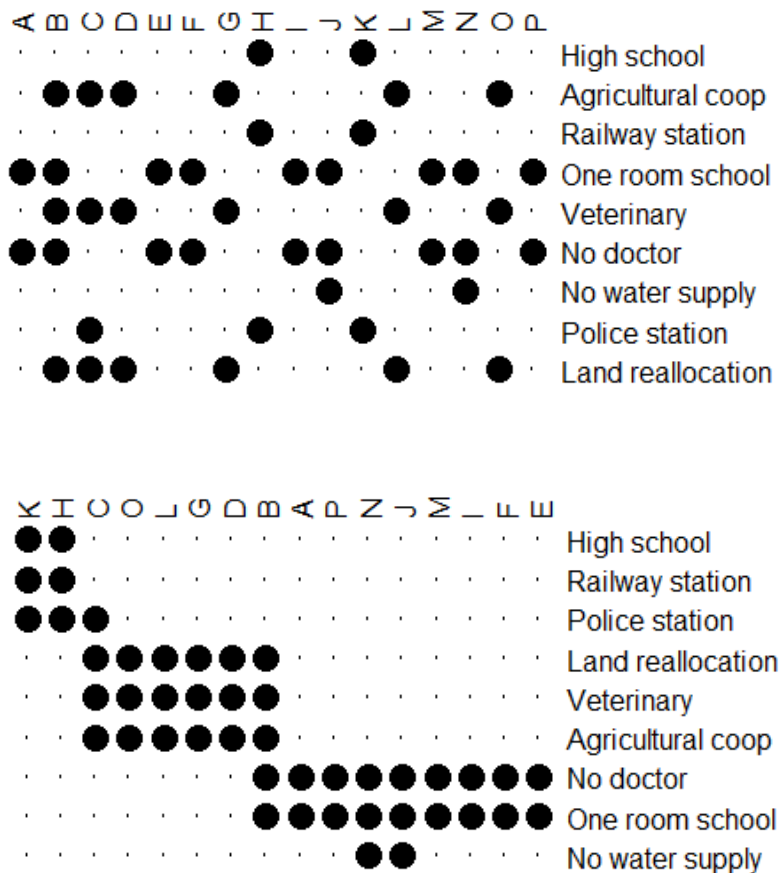 A B C D E F G H I J K L M N O P
High school
Agricultural coop
Railway station
One room school
Veterinary
No doctor
No water supply
Police station
Land reallocation
K H C O L G D B A P N J M I F E
High school
Railway station
Police station
Land reallocation
Veterinary
Agricultural coop
No doctor
One room school
No water supply